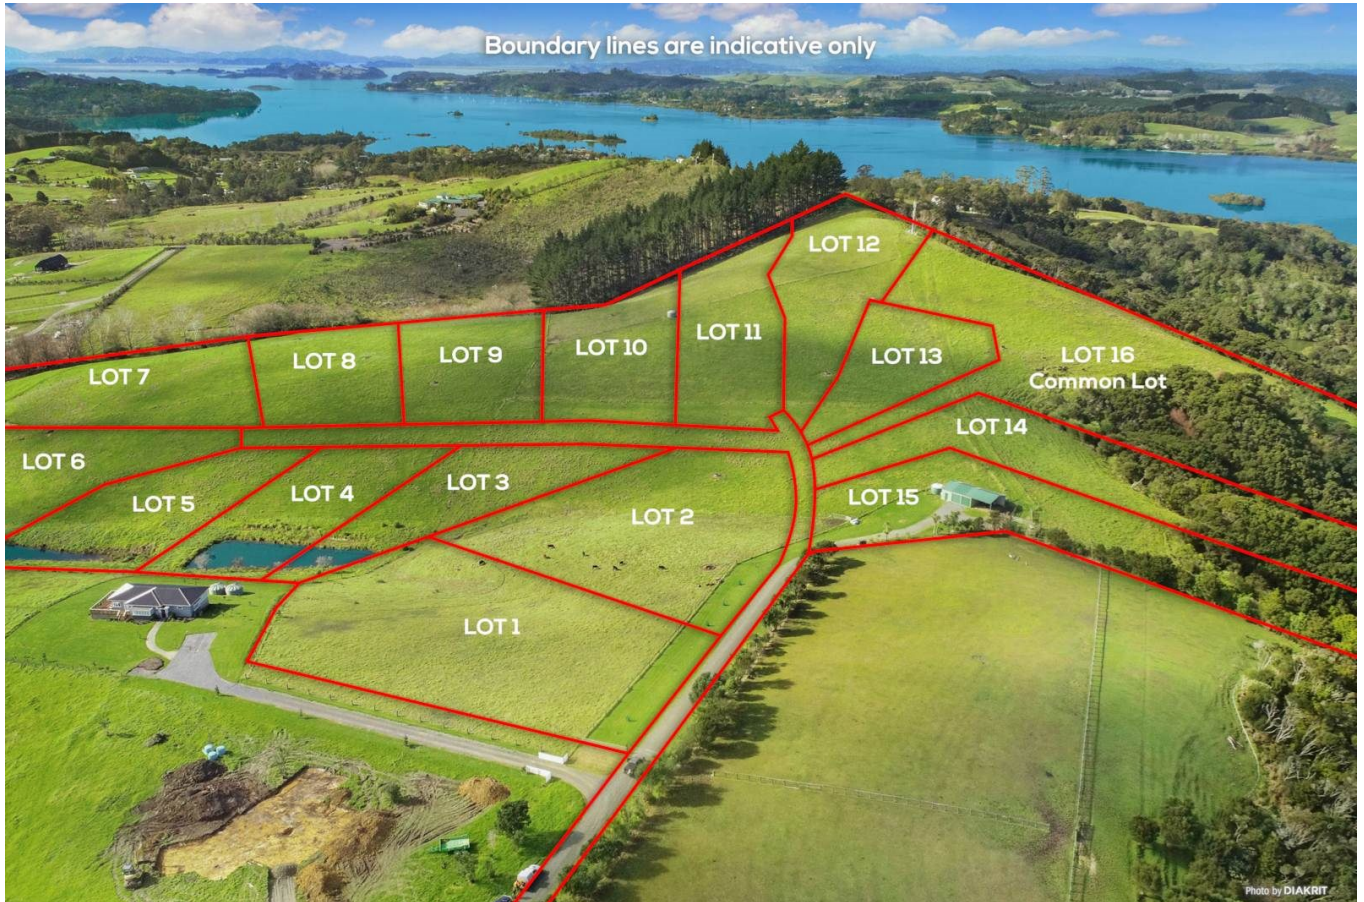 Boundary lines are indicative only
LOT 12
LOT 11
LOT 10
LOT 9
LOT 8
LOT 7
LOT 13
LOT 16
Common Lot
LOT 14
LOT 6
LOT 5
LOT 4
LOT 3
LOT 2
LOT 15
LOT 1
Photo by DIAKRIT